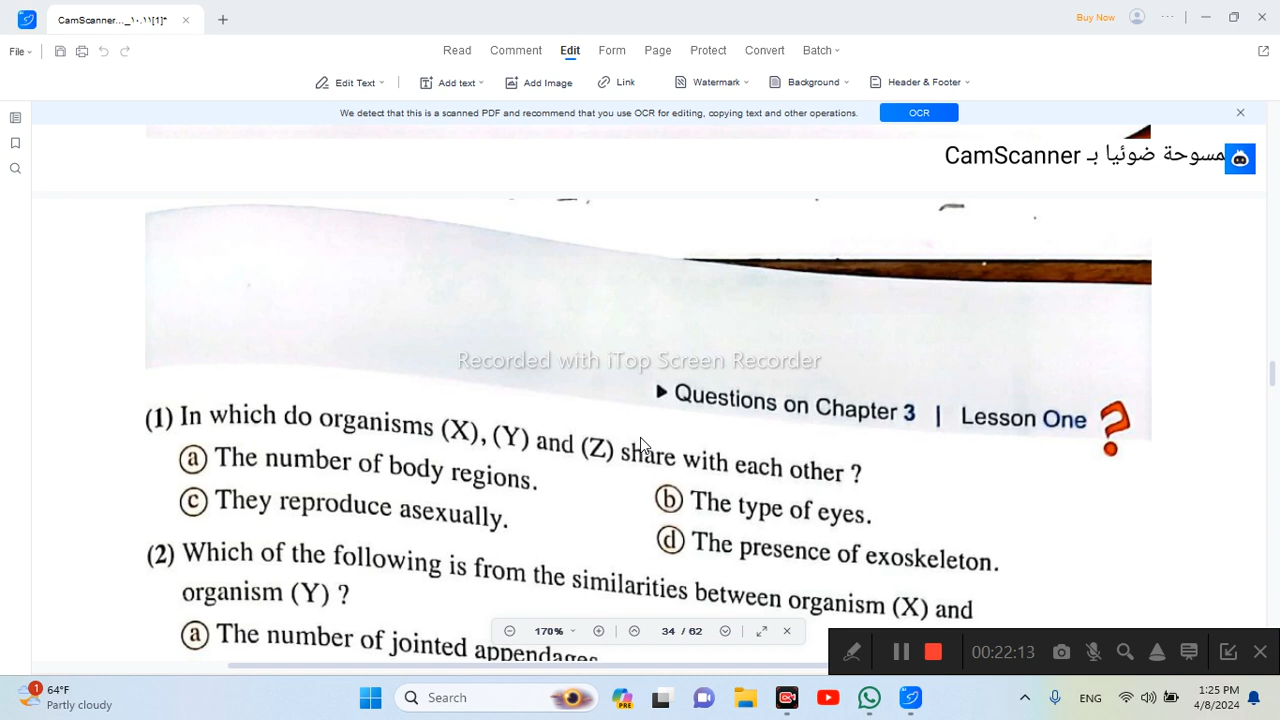 CamScanner..._١٠.١١[1]*
Buy Now
File
Read Comment Edit Form Page Protect Convert Batch
Edit Text Add text Add Image Link Watermark Background Header & Footer
We detect that this is a scanned PDF and recommend that you use OCR for editing, copying text and other operations. OCR
ممسوحة ضوئيا بـ CamScanner
Recorded with iTop Screen Recorder
Questions on Chapter 3 | Lesson One ?
(1) In which do organisms (X), (Y) and (Z) share with each other ?
a The number of body regions.
b The type of eyes.
c They reproduce asexually.
d The presence of exoskeleton.
(2) Which of the following is from the similarities between organism (X) and
organism (Y) ?
a The number of jointed appendages
170% 34 / 62
00:22:13
1
64°F
Partly cloudy
Search
PRE
ENG
1:25 PM
4/8/2024